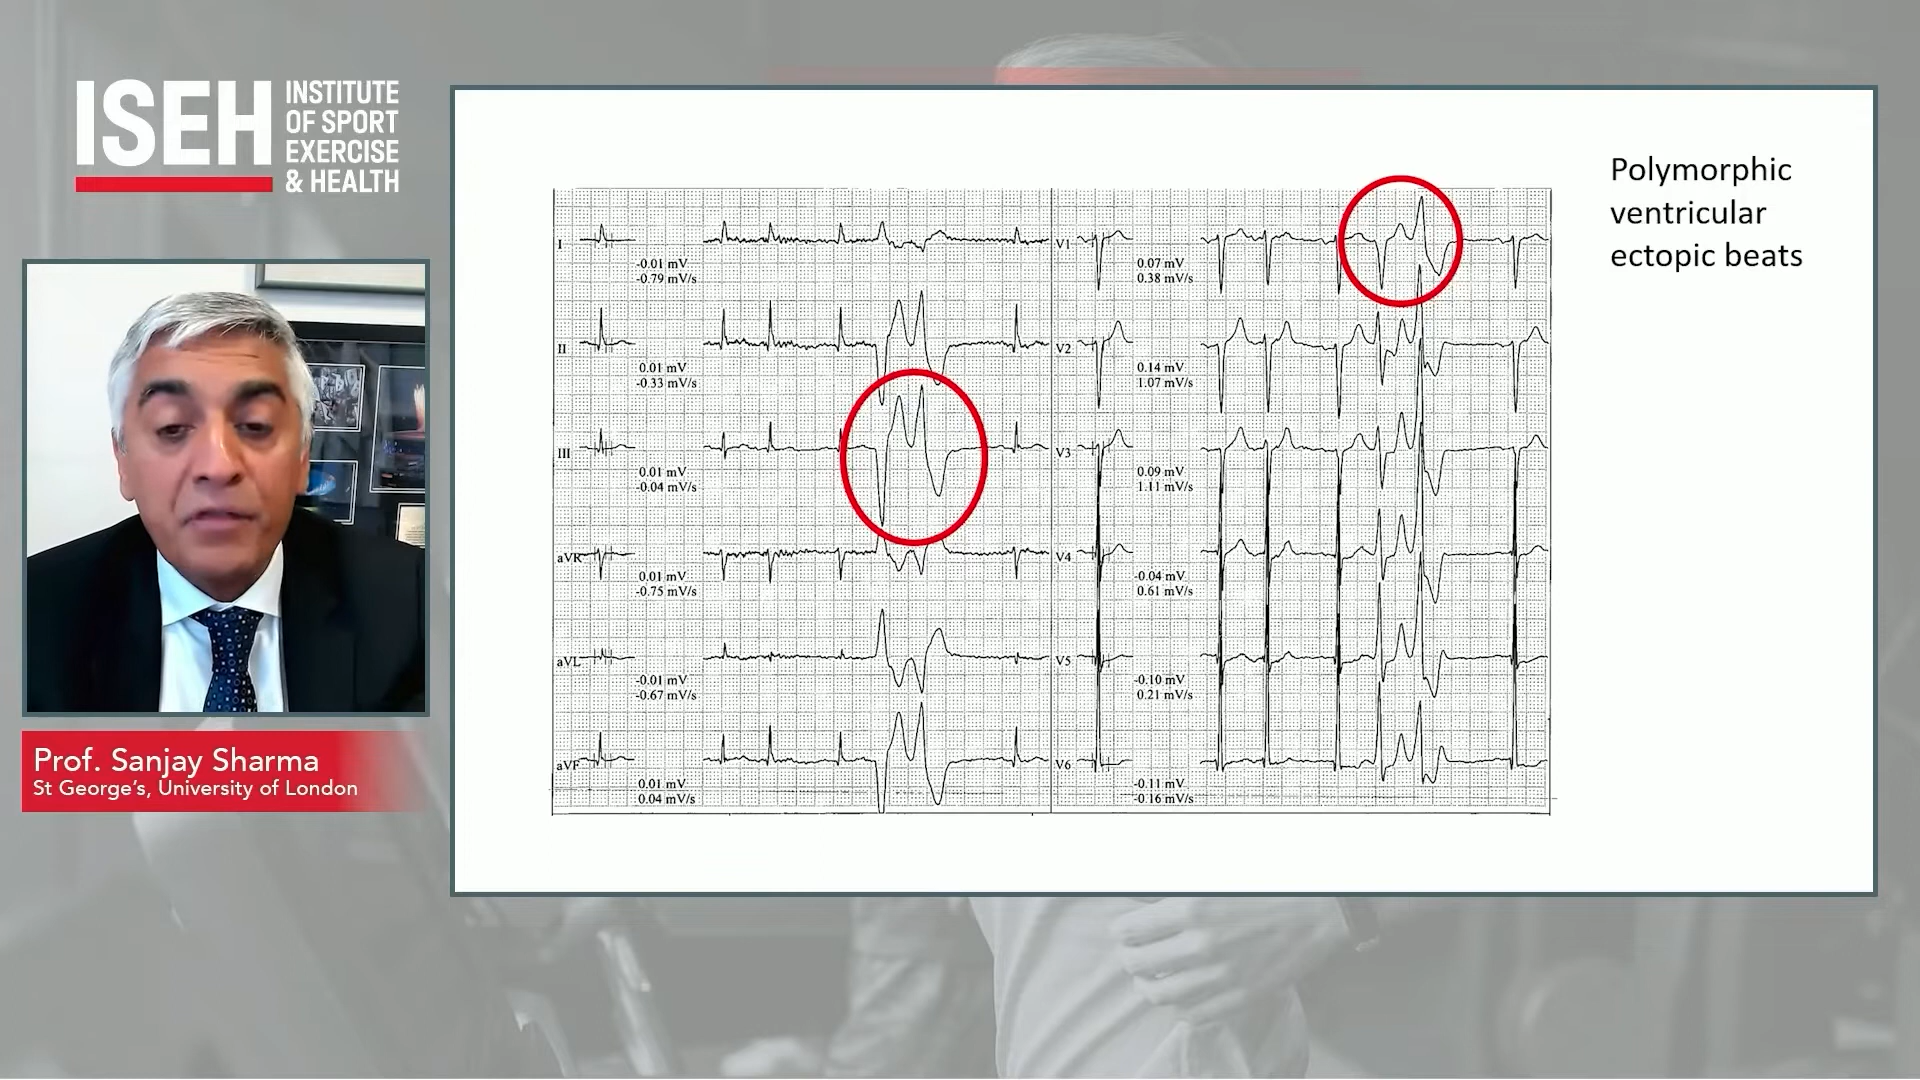 ISEH
INSTITUTE
OF SPORT
EXERCISE
& HEALTH
Prof. Sanjay Sharma
St George's, University of London
Polymorphic
ventricular
ectopic beats
I
-0.01 mV
-0.79 mV/s
II
0.01 mV
-0.33 mV/s
III
0.01 mV
-0.04 mV/s
aVR
0.01 mV
-0.75 mV/s
aVL
-0.01 mV
-0.67 mV/s
aVF
0.01 mV
0.04 mV/s
V1
0.07 mV
0.38 mV/s
V2
0.14 mV
1.07 mV/s
V3
0.09 mV
1.11 mV/s
V4
-0.04 mV
0.61 mV/s
V5
-0.10 mV
0.21 mV/s
V6
-0.11 mV
-0.16 mV/s